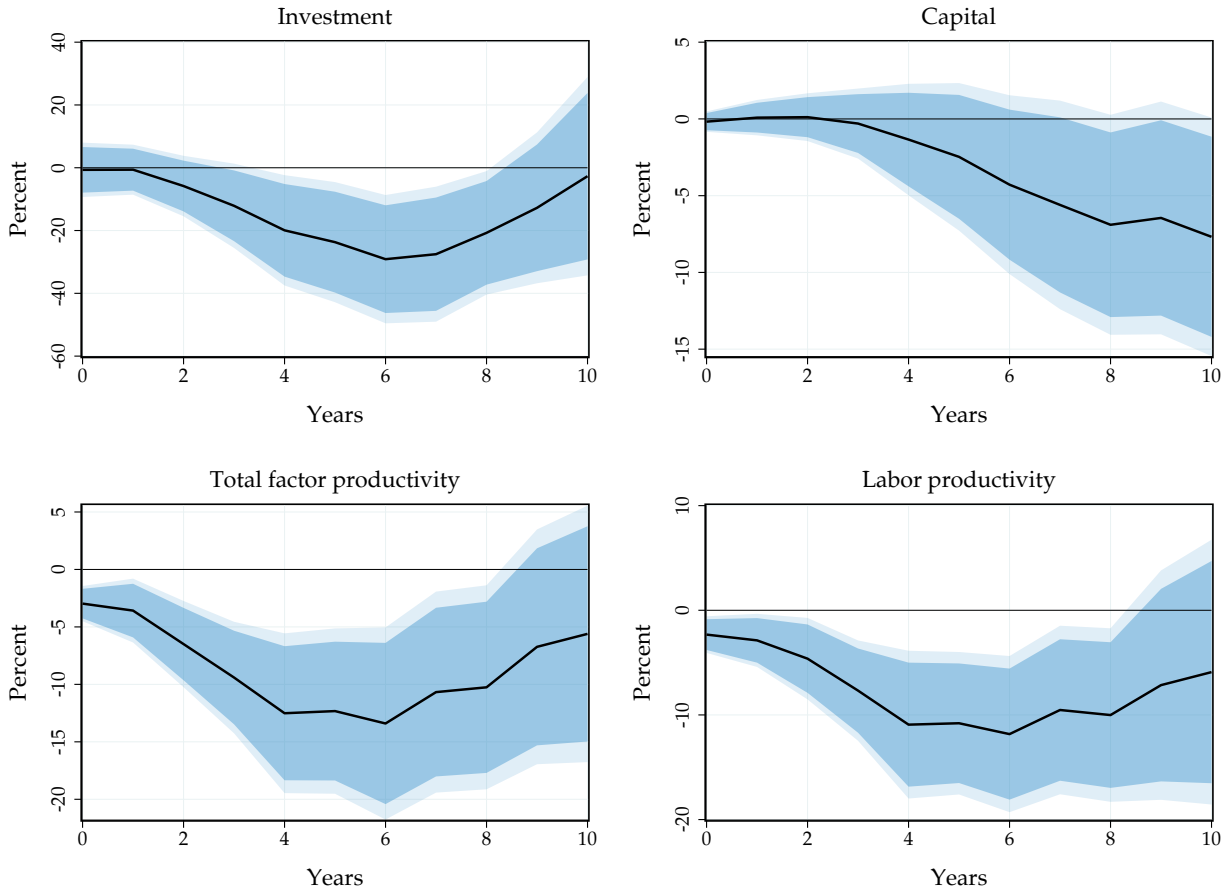 Investment
Percent
40
20
0
-20
-40
-60
0 2 4 6 8 10
Years
Capital
Percent
5
0
-5
-10
-15
0 2 4 6 8 10
Years
Total factor productivity
Percent
5
0
-5
-10
-15
-20
0 2 4 6 8 10
Years
Labor productivity
Percent
10
0
-10
-20
0 2 4 6 8 10
Years